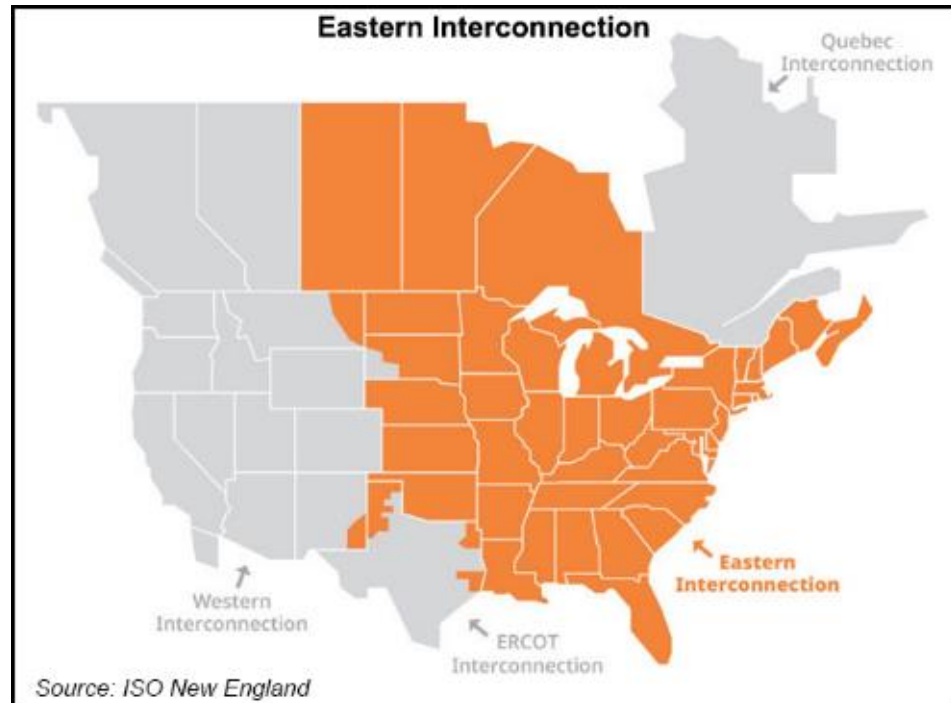 Eastern Interconnection
Quebec
Interconnection
Eastern
Interconnection
Western
Interconnection
ERCOT
Interconnection
Source: ISO New England